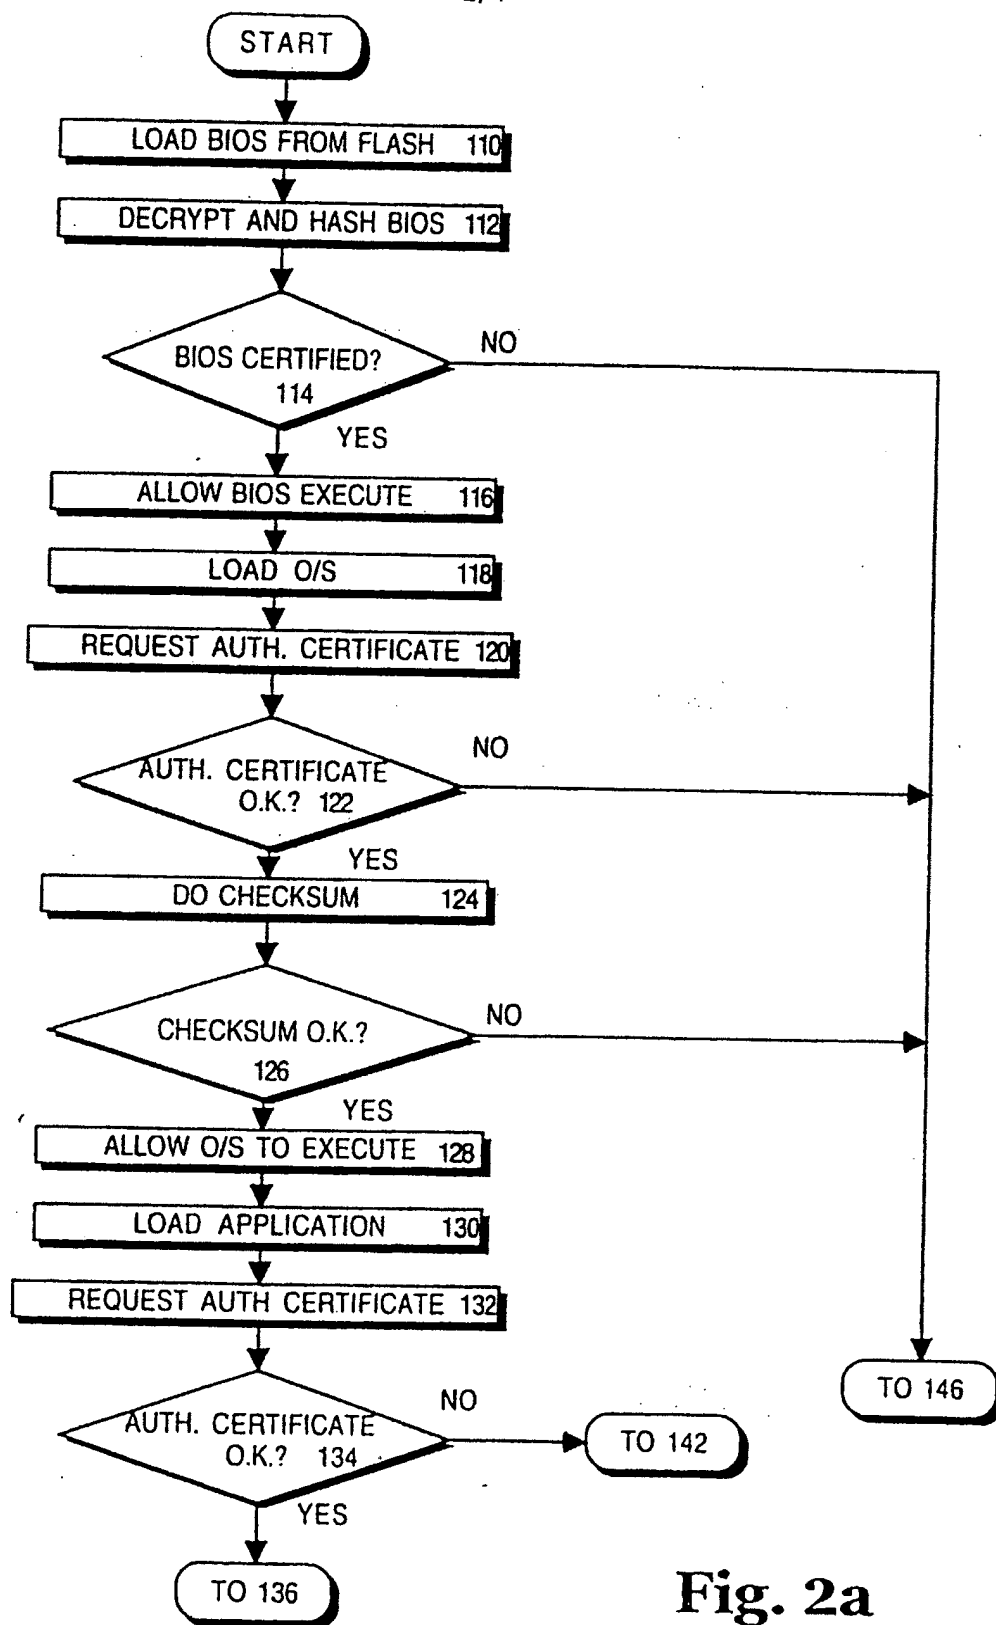 START
LOAD BIOS FROM FLASH 110
DECRYPT AND HASH BIOS 112
NO
BIOS CERTIFIED?
114
YES
ALLOW BIOS EXECUTE 116
LOAD O/S 118
REQUEST AUTH. CERTIFICATE 120
NO
AUTH. CERTIFICATE
O.K.? 122
YES
DO CHECKSUM 124
NO
CHECKSUM O.K.?
126
YES
ALLOW O/S TO EXECUTE 128
LOAD APPLICATION 130
REQUEST AUTH CERTIFICATE 132
TO 146
NO
AUTH. CERTIFICATE
O.K.? 134
TO 142
YES
TO 136
Fig. 2a